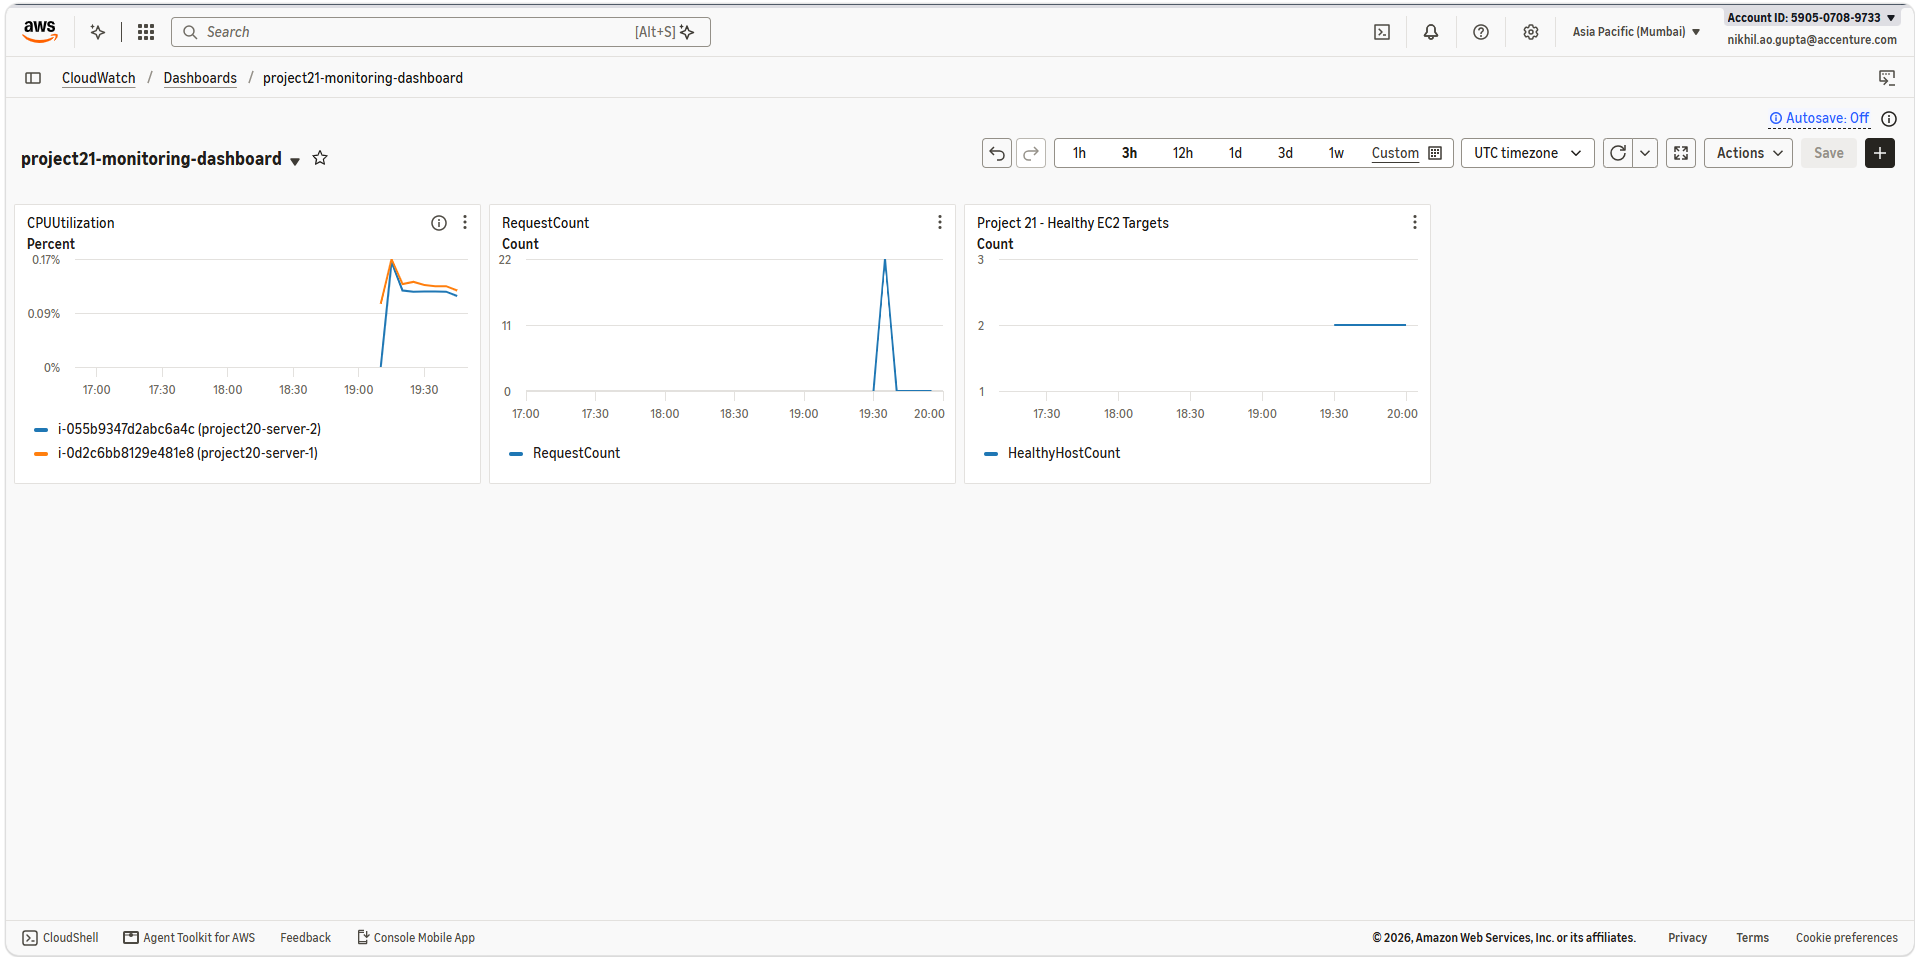 aws
Search
[Alt+S]
Asia Pacific (Mumbai)
Account ID: 5905-0708-9733
nikhil.ao.gupta@accenture.com
CloudWatch / Dashboards / project21-monitoring-dashboard
Autosave: Off
project21-monitoring-dashboard
1h 3h 12h 1d 3d 1w Custom
UTC timezone
Actions
Save
CPUUtilization
Percent
0.17%
0.09%
0%
17:00 17:30 18:00 18:30 19:00 19:30
i-055b9347d2abc6a4c (project20-server-2)
i-0d2c6bb8129e481e8 (project20-server-1)
RequestCount
Count
22
11
0
17:00 17:30 18:00 18:30 19:00 19:30 20:00
RequestCount
Project 21 - Healthy EC2 Targets
Count
3
2
1
17:30 18:00 18:30 19:00 19:30 20:00
HealthyHostCount
CloudShell
Agent Toolkit for AWS
Feedback
Console Mobile App
© 2026, Amazon Web Services, Inc. or its affiliates.
Privacy
Terms
Cookie preferences